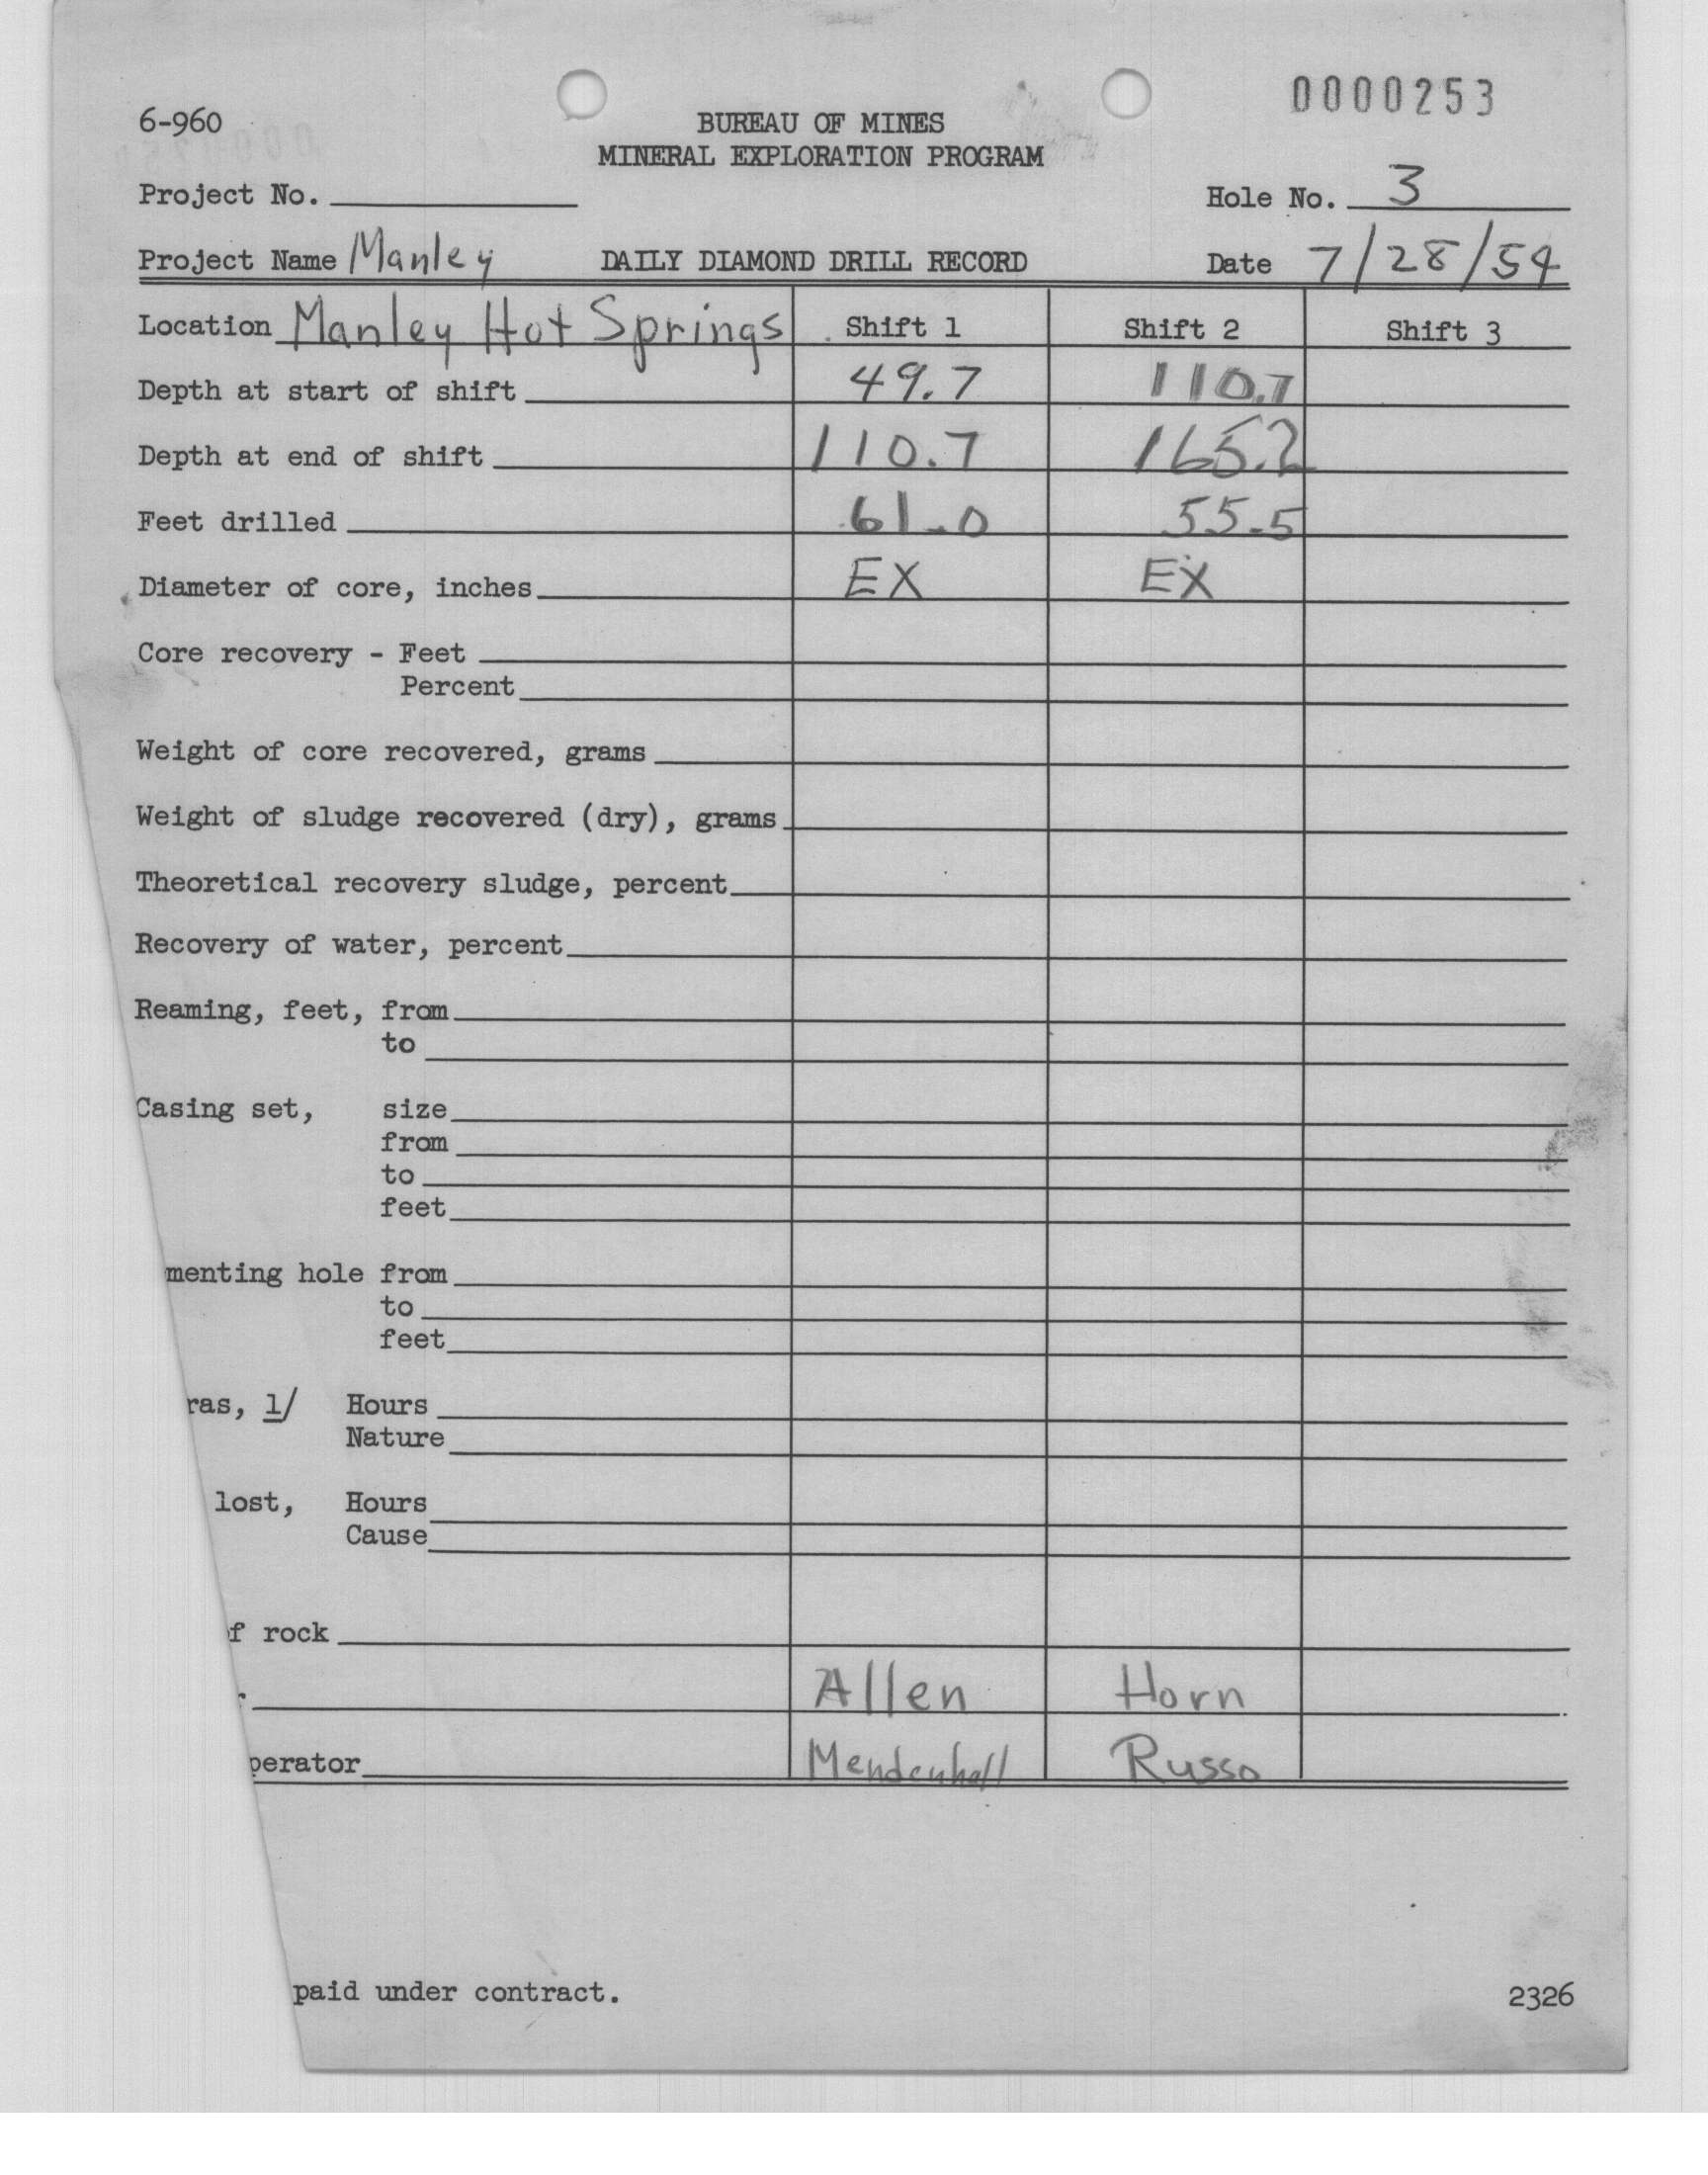 0000253
6-960
BUREAU OF MINES
MINERAL EXPLORATION PROGRAM
Project No.
Hole No. 3
Project Name Manley DAILY DIAMOND DRILL RECORD Date 7/28/54
Location Manley Hot Springs Shift 1 Shift 2 Shift 3
Depth at start of shift 49.7 110.7
Depth at end of shift 110.7 165.2
Feet drilled 61.0 55.5
Diameter of core, inches EX EX
Core recovery - Feet
Percent
Weight of core recovered, grams
Weight of sludge recovered (dry), grams
Theoretical recovery sludge, percent
Recovery of water, percent
Reaming, feet, from
to
Casing set, size
from
to
feet
menting hole from
to
feet
ras, 1/ Hours
Nature
lost, Hours
Cause
f rock
Allen Horn
perator Mendenhall Russo
paid under contract.
2326